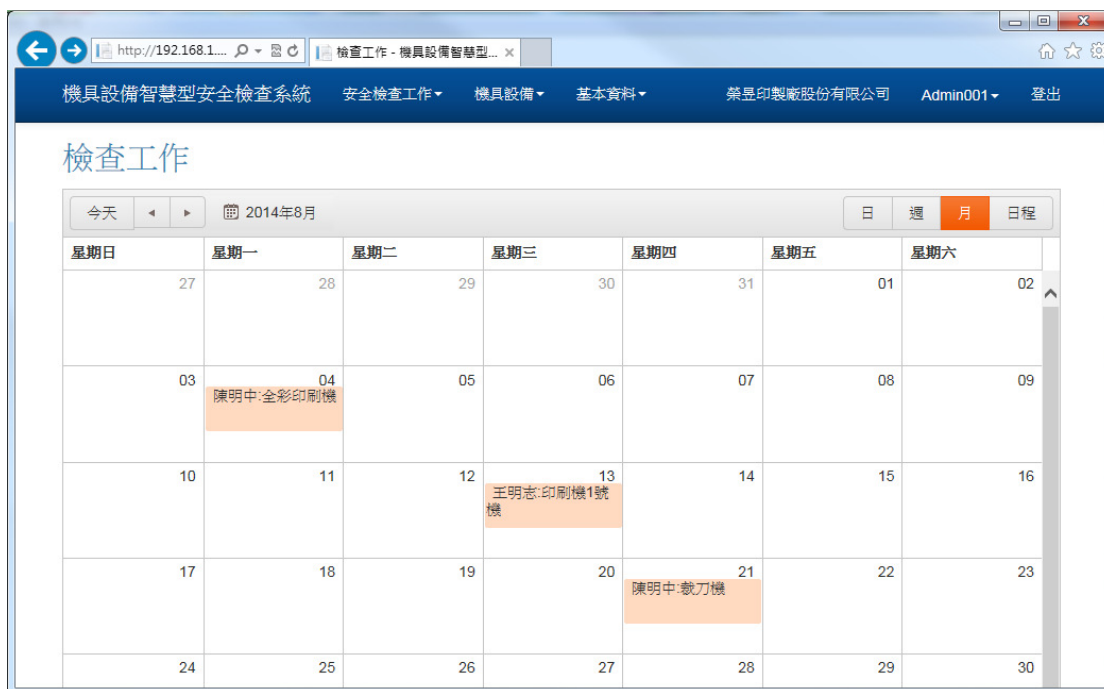 http://192.168.1....
檢查工作 - 機具設備智慧型...
機具設備智慧型安全檢查系統 安全檢查工作 機具設備 基本資料 榮昱印製廠股份有限公司 Admin001 登出
檢查工作
今天 2014年8月 日 週 月 日程
星期日 星期一 星期二 星期三 星期四 星期五 星期六
27 28 29 30 31 01 02
03 04 05 06 07 08 09
陳明中:全彩印刷機
10 11 12 13 14 15 16
王明志:印刷機1號
機
17 18 19 20 21 22 23
陳明中:裁刀機
24 25 26 27 28 29 30